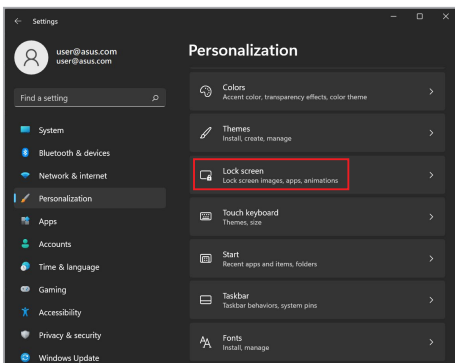 Settings
user@asus.com
user@asus.com
Find a setting
System
Bluetooth & devices
Network & internet
Personalization
Apps
Accounts
Time & language
Gaming
Accessibility
Privacy & security
Windows Update
Personalization
Colors
Accent color, transparency effects, color theme
Themes
Install, create, manage
Lock screen
Lock screen images, apps, animations
Touch keyboard
Themes, size
Start
Recent apps and items, folders
Taskbar
Taskbar behaviors, system pins
Fonts
Install, manage